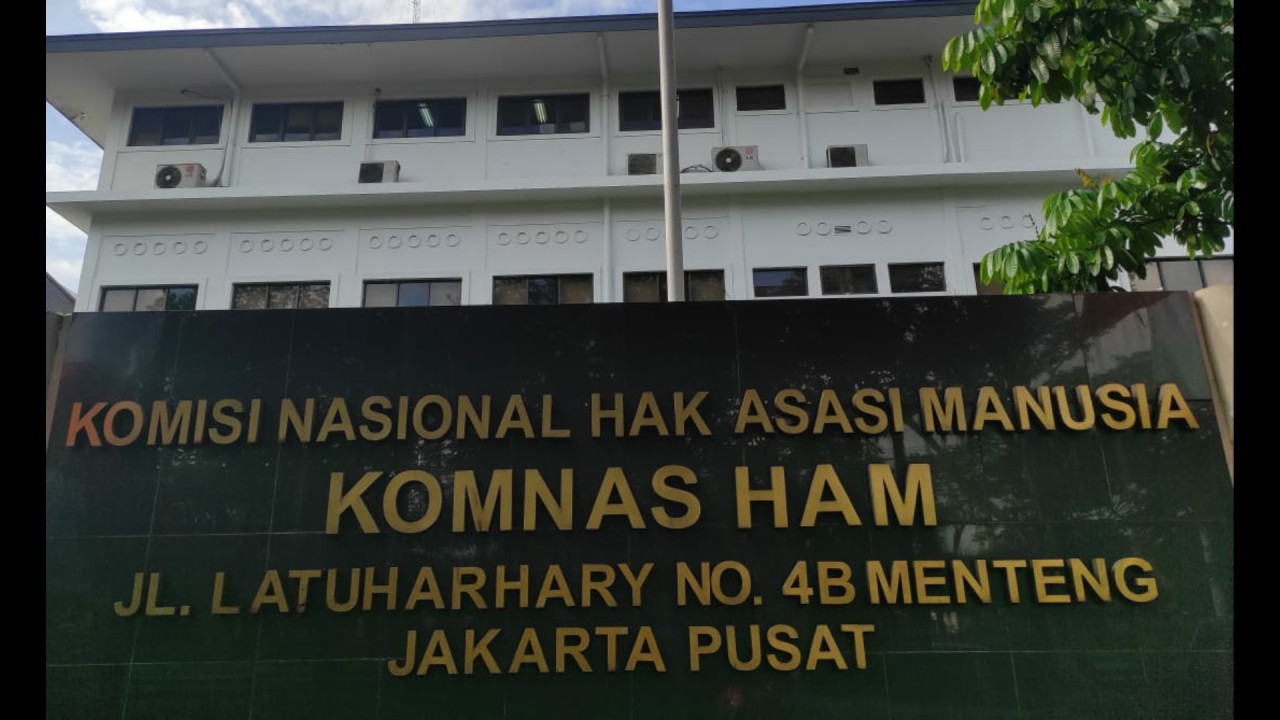 KOMISI NASIONAL HAK ASASI MANUSIA
KOMNAS HAM
JL. LATUHARHARY NO. 4B MENTENG
JAKARTA PUSAT